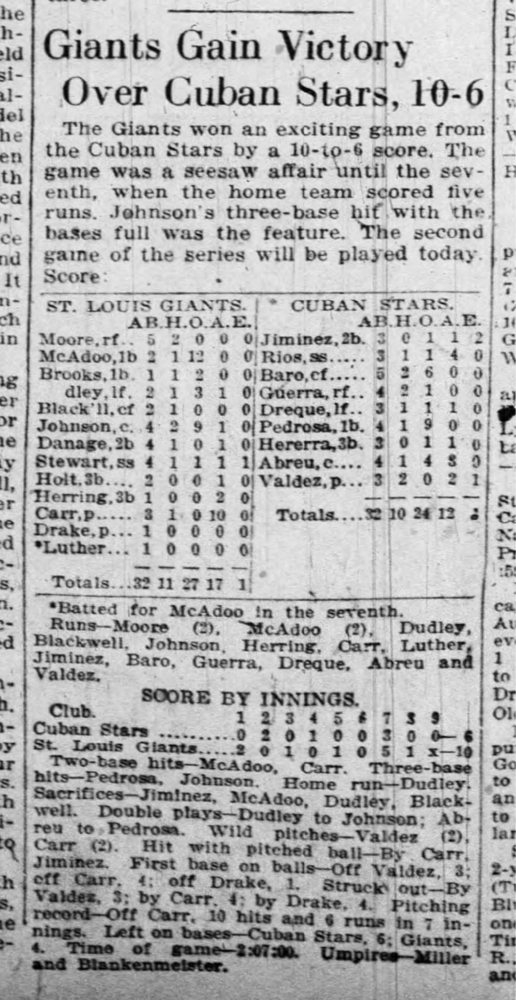 Giants Gain Victory
Over Cuban Stars, 10-6
The Giants won an exciting game from
the Cuban Stars by a 10-to-6 score. The
game was a seesaw affair until the sev-
enth, when the home team scored five
runs. Johnson's three-base hit with the
bases full was the feature. The second
game of the series will be played today.
Score:
ST. LOUIS GIANTS. CUBAN STARS.
AB.H.O.A.E. AB.H.O.A.E.
Moore,rf.. 5 2 0 0 0 Jiminez,2b. 3 0 1 1 2
McAdoo,1b 2 1 12 0 0 Rios,ss..... 3 1 1 4 0
Brooks,1b. 1 1 2 0 0 Baro,cf..... 5 2 6 0 0
dley,lf. 2 1 3 1 0 Guerra,rf.. 4 2 1 0 0
Black'll,cf 2 1 0 0 0 Dreque,lf.. 3 1 1 1 0
Johnson,c. 4 2 9 1 0 Pedrosa,1b. 4 1 9 0 0
Danage,2b 4 1 0 1 0 Hererra,3b. 3 0 1 1 0
Stewart,ss 4 1 1 1 1 Abreu,c.... 4 1 4 3 0
Holt,3b.... 2 0 0 1 0 Valdez,p... 3 2 0 2 1
Herring,3b 1 0 0 2 0
Carr,p..... 3 1 0 10 0 Totals....32 10 24 12
Drake,p... 1 0 0 0 0
*Luther... 1 0 0 0 0
Totals...32 11 27 17 1
*Batted for McAdoo in the seventh.
Runs—Moore (2), McAdoo (2), Dudley,
Blackwell, Johnson, Herring, Carr, Luther,
Jiminez, Baro, Guerra, Dreque, Abreu and
Valdez.
SCORE BY INNINGS.
Club. 1 2 3 4 5 6 7 8 9
Cuban Stars ..........0 2 0 1 0 0 3 0 0— 6
St. Louis Giants.....2 0 1 0 1 0 5 1 x—10
Two-base hits—McAdoo, Carr. Three-base
hits—Pedrosa, Johnson. Home run—Dudley.
Sacrifices—Jiminez, McAdoo, Dudley, Black-
well. Double plays—Dudley to Johnson; Ab-
reu to Pedrosa. Wild pitches—Valdez (2),
Carr (2). Hit with pitched ball—By Carr,
Jiminez. First base on balls—Off Valdez, 3;
off Carr, 4; off Drake, 1. Struck out—By
Valdez, 3; by Carr, 4; by Drake, 4. Pitching
record—Off Carr, 10 hits and 6 runs in 7 in-
nings. Left on bases—Cuban Stars, 6; Giants,
4. Time of game—2:07:00. Umpires—Miller
and Blankenmeister.